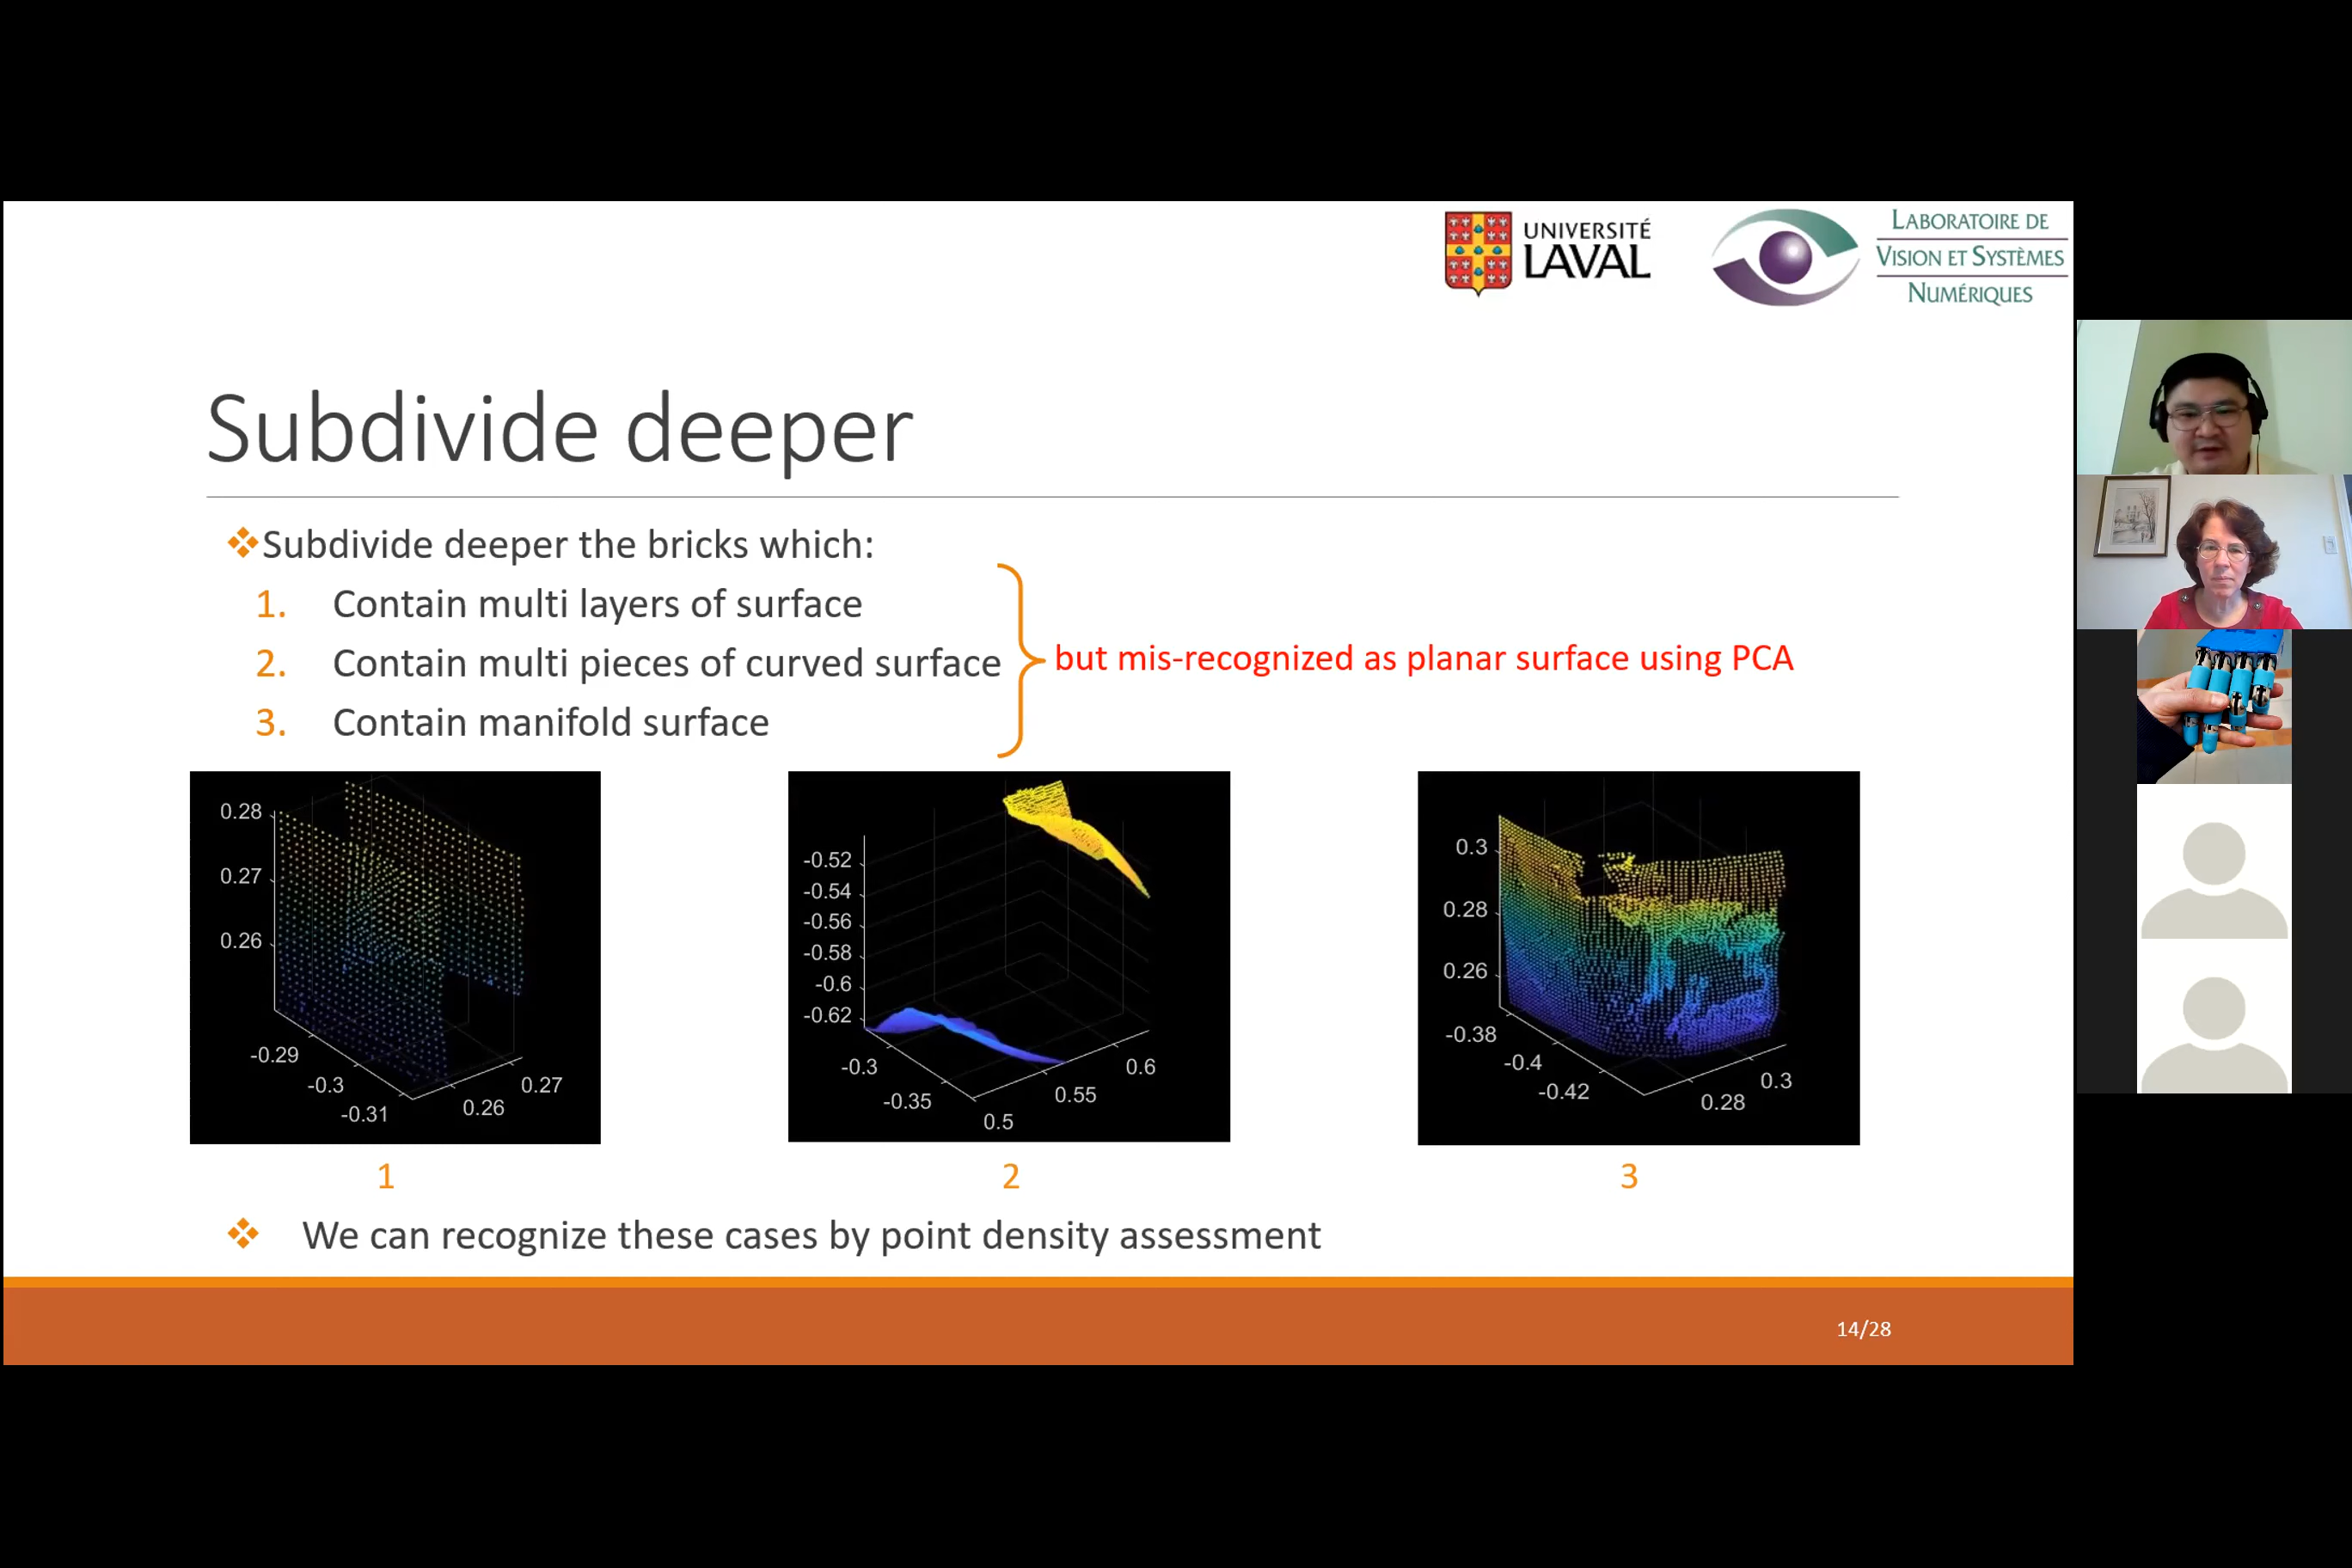 UNIVERSITÉ
LAVAL
LABORATOIRE DE
VISION ET SYSTÈMES
NUMÉRIQUES
Subdivide deeper
Subdivide deeper the bricks which:
1. Contain multi layers of surface
2. Contain multi pieces of curved surface
3. Contain manifold surface
but mis-recognized as planar surface using PCA
0.28
0.27
0.26
-0.29
-0.3
-0.31
0.26
0.27
-0.52
-0.54
-0.56
-0.58
-0.6
-0.62
-0.3
-0.35
0.5
0.55
0.6
0.3
0.28
0.26
-0.38
-0.4
-0.42
0.28
0.3
1
2
3
We can recognize these cases by point density assessment
14/28